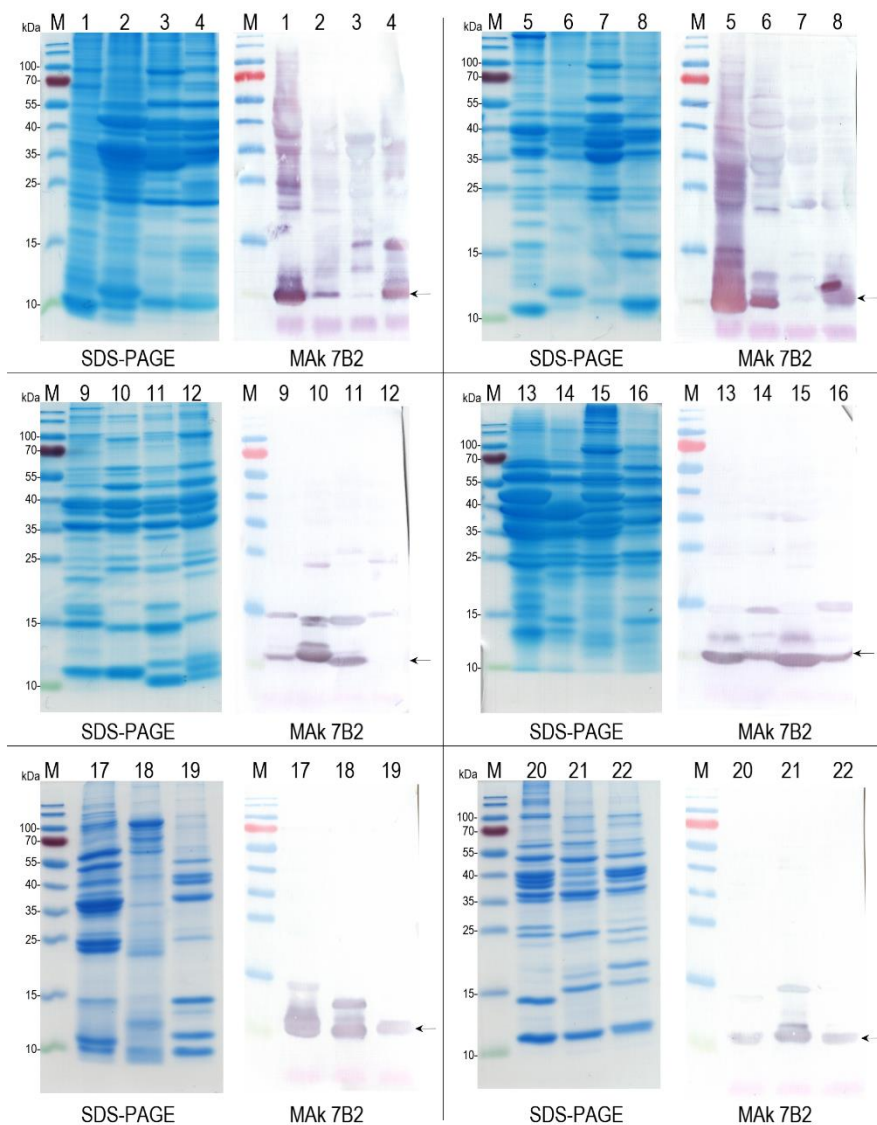 M 1 2 3 4 M 1 2 3 4
kDa
100-
70-
55-
40-
35-
25-
15-
10-
SDS-PAGE MAk 7B2
M 5 6 7 8 M 5 6 7 8
kDa
100-
70-
55-
40-
35-
25-
15-
10-
SDS-PAGE MAk 7B2
M 9 10 11 12 M 9 10 11 12
kDa
100-
70-
55-
40-
35-
25-
15-
10-
SDS-PAGE MAk 7B2
M 13 14 15 16 M 13 14 15 16
kDa
100-
70-
55-
40-
35-
25-
15-
10-
SDS-PAGE MAk 7B2
M 17 18 19 M 17 18 19
kDa
100-
70-
55-
40-
35-
25-
15-
10-
SDS-PAGE MAk 7B2
M 20 21 22 M 20 21 22
kDa
100-
70-
55-
40-
35-
25-
15-
10-
SDS-PAGE MAk 7B2